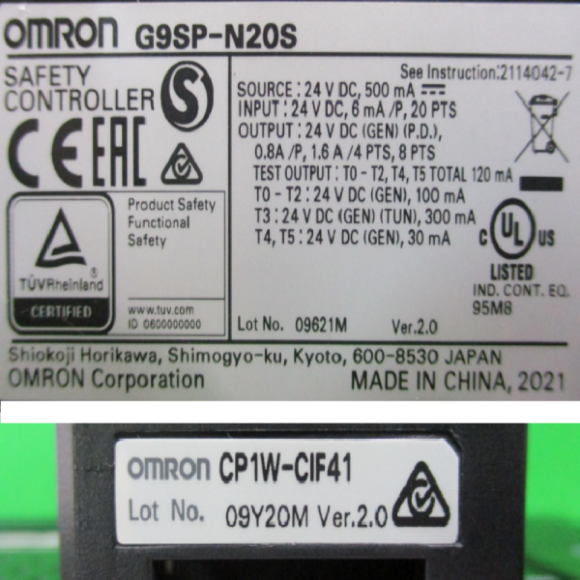 OMRON G9SP-N20S
SAFETY CONTROLLER
S
CE EAC
See Instruction:2114042-7
SOURCE : 24 V DC, 500 mA
INPUT : 24 V DC, 6 mA /P, 20 PTS
OUTPUT : 24 V DC (GEN) (P.D.),
0.8A /P, 1.6 A /4 PTS, 8 PTS
TEST OUTPUT : T0 - T2, T4, T5 TOTAL 120 mA
T0 - T2 : 24 V DC (GEN), 100 mA
T3 : 24 V DC (GEN) (TUN), 300 mA
T4, T5 : 24 V DC (GEN), 30 mA
C UL US
LISTED
IND. CONT. EQ.
95M8
TÜVRheinland
CERTIFIED
Product Safety
Functional
Safety
www.tuv.com
ID 0600000000
Lot No. 09621M Ver.2.0
Shiokoji Horikawa, Shimogyo-ku, Kyoto, 600-8530 JAPAN
OMRON Corporation MADE IN CHINA, 2021
OMRON CP1W-CIF41
Lot No. 09Y20M Ver.2.0